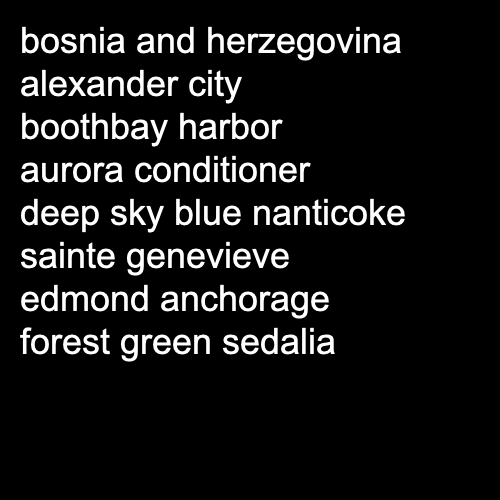 bosnia and herzegovina
alexander city
boothbay harbor
aurora conditioner
deep sky blue nanticoke
sainte genevieve
edmond anchorage
forest green sedalia